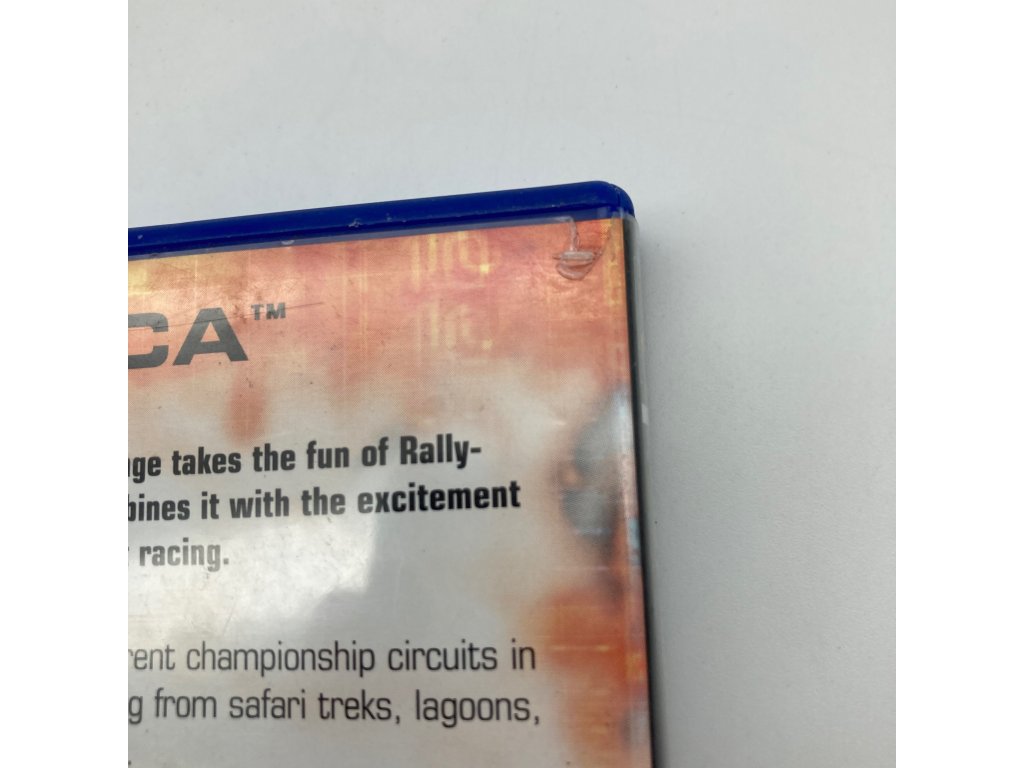 CA™
nge takes the fun of Rally-
bines it with the excitement
racing.
rent championship circuits in
g from safari treks, lagoons,